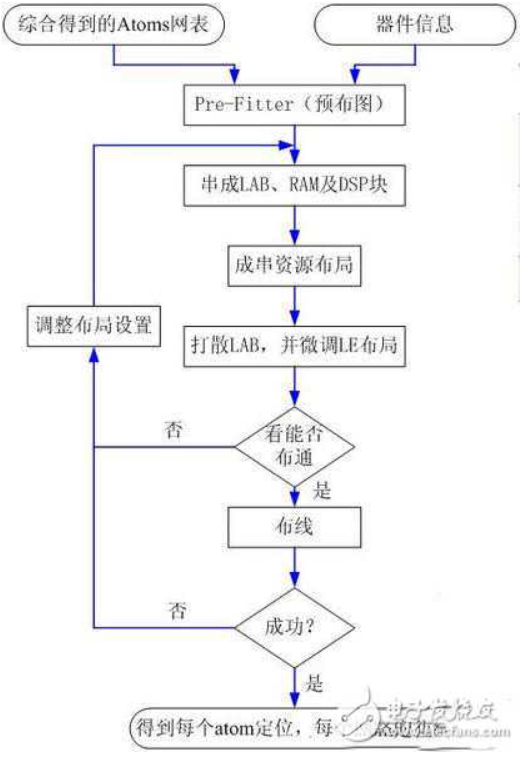 综合得到的Atoms网表
器件信息
Pre-Fitter（预布图）
串成LAB、RAM及DSP块
成串资源布局
调整布局设置
打散LAB，并微调LE布局
否
看能否
布通
是
布线
否
成功？
是
得到每个atom定位，每一
电子发烧友
www.elecfans.com